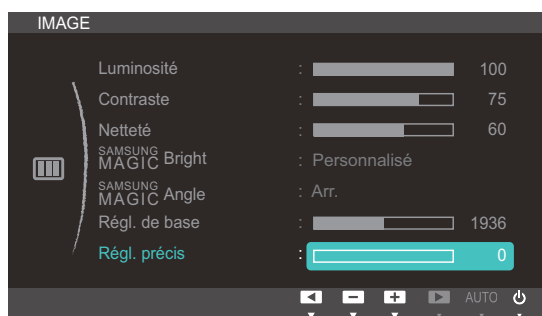 IMAGE
Luminosité : 100
Contraste : 75
Netteté : 60
SAMSUNG MAGIC Bright : Personnalisé
SAMSUNG MAGIC Angle : Arr.
Régl. de base : 1936
Régl. précis : 0
AUTO